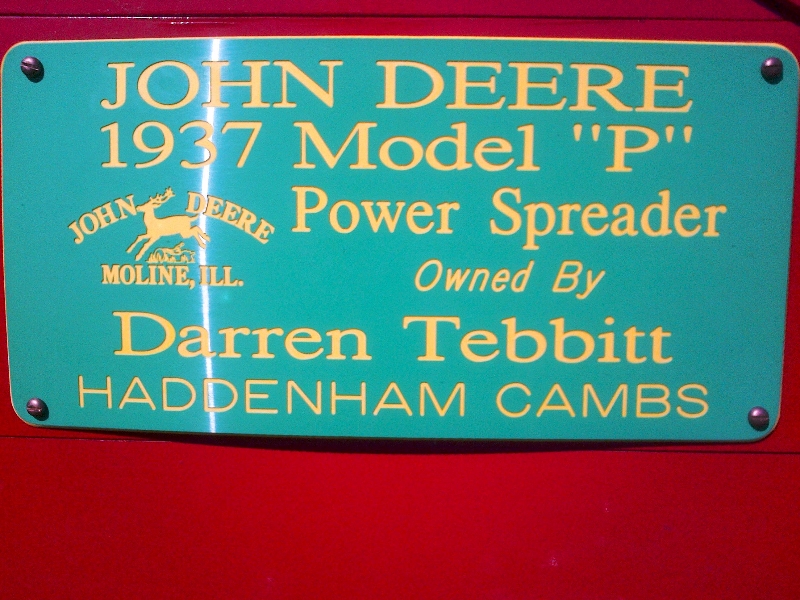 JOHN DEERE
1937 Model "P"
Power Spreader
JOHN DEERE
MOLINE, ILL.
Owned By
Darren Tebbitt
HADDENHAM CAMBS